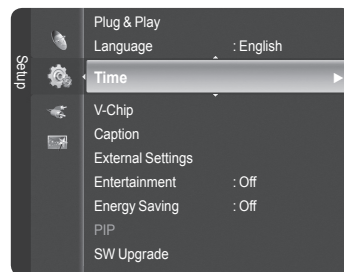 Setup
Plug & Play
Language : English
Time
V-Chip
Caption
External Settings
Entertainment : Off
Energy Saving : Off
PIP
SW Upgrade